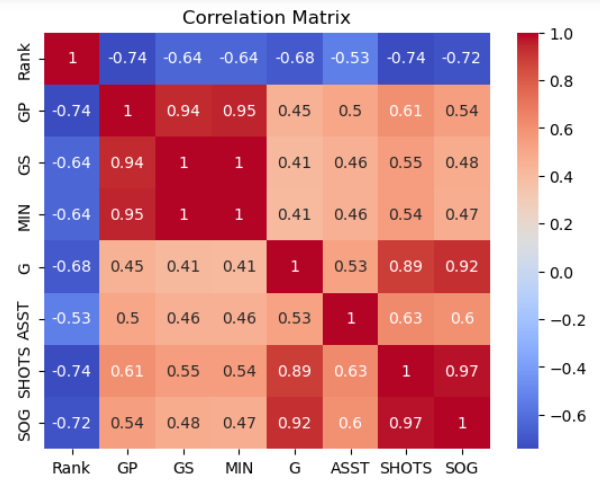 Correlation Matrix
Rank 1 -0.74 -0.64 -0.64 -0.68 -0.53 -0.74 -0.72
GP -0.74 1 0.94 0.95 0.45 0.5 0.61 0.54
GS -0.64 0.94 1 1 0.41 0.46 0.55 0.48
MIN -0.64 0.95 1 1 0.41 0.46 0.54 0.47
G -0.68 0.45 0.41 0.41 1 0.53 0.89 0.92
ASST -0.53 0.5 0.46 0.46 0.53 1 0.63 0.6
SHOTS -0.74 0.61 0.55 0.54 0.89 0.63 1 0.97
SOG -0.72 0.54 0.48 0.47 0.92 0.6 0.97 1
Rank GP GS MIN G ASST SHOTS SOG
1.0
0.8
0.6
0.4
0.2
0.0
−0.2
−0.4
−0.6